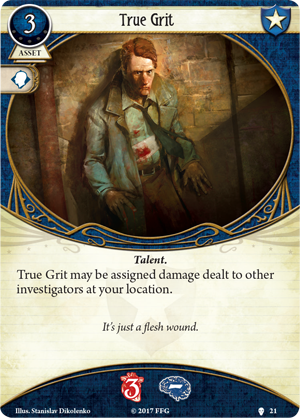 3
True Grit
ASSET
Talent.
True Grit may be assigned damage dealt to other
investigators at your location.
It's just a flesh wound.
3
–
Illus. Stanislav Dikolenko
© 2017 FFG
21